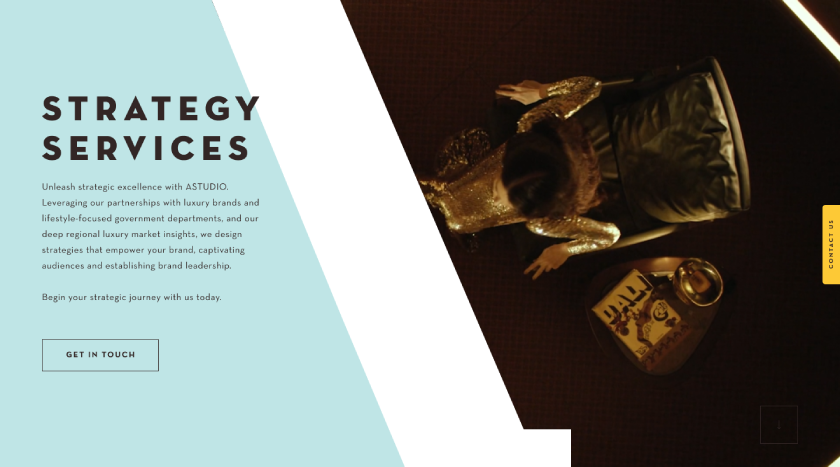 STRATEGY
SERVICES
Unleash strategic excellence with ASTUDIO.
Leveraging our partnerships with luxury brands and
lifestyle-focused government departments, and our
deep regional luxury market insights, we design
strategies that empower your brand, captivating
audiences and establishing brand leadership.
Begin your strategic journey with us today.
GET IN TOUCH
DALI
CONTACT US